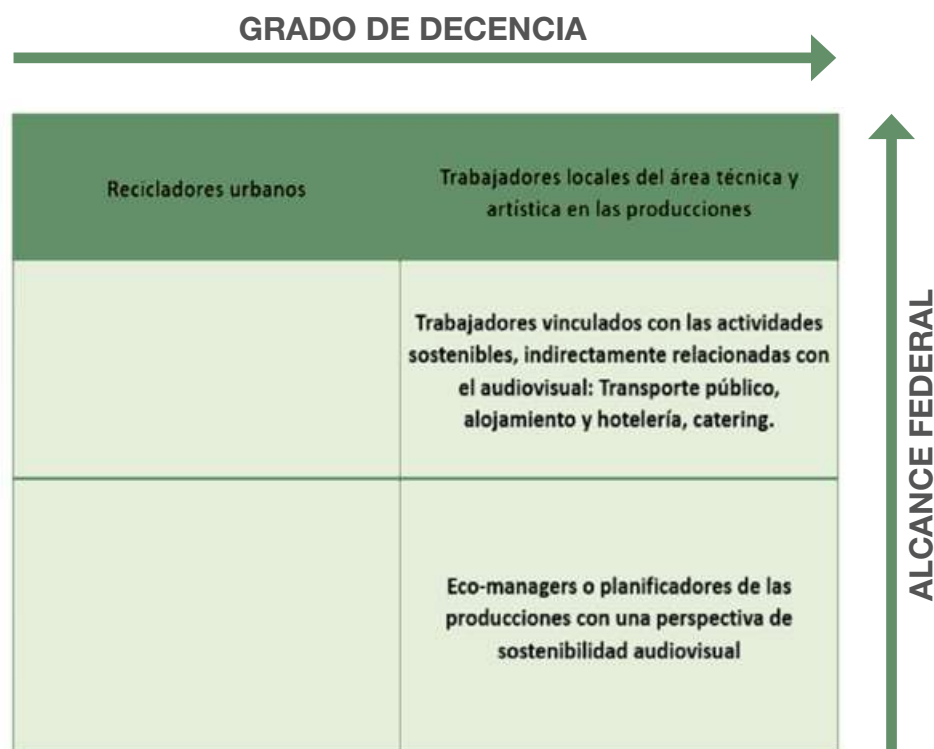 GRADO DE DECENCIA
Recicladores urbanos
Trabajadores locales del área técnica y
artística en las producciones
Trabajadores vinculados con las actividades
sostenibles, indirectamente relacionadas con
el audiovisual: Transporte público,
alojamiento y hotelería, catering.
Eco-managers o planificadores de las
producciones con una perspectiva de
sostenibilidad audiovisual
ALCANCE FEDERAL